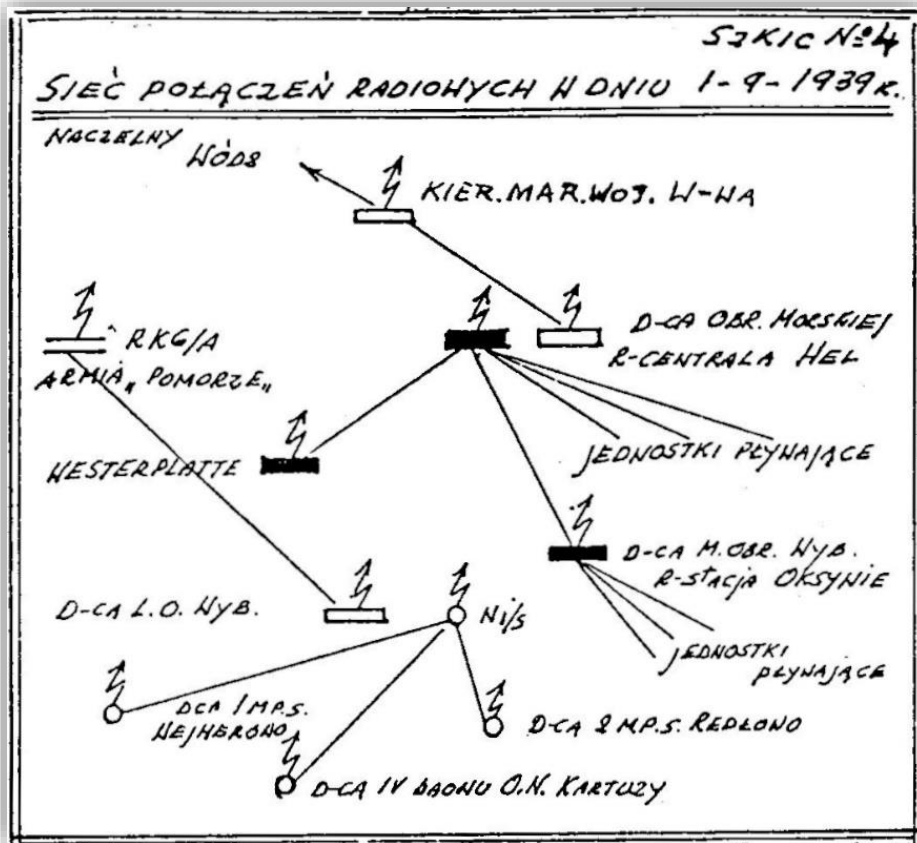 SZKIC Nº 4
SIEĆ POŁĄCZEŃ RADIOWYCH W DNIU 1-9-1939 R.
NACZELNY
WÓDZ
KIER. MAR. WOJ. W-WA
RKG/A
ARMIA „POMORZE„
D-CA OBR. MORSKIEJ
R-CENTRALA HEL
WESTERPLATTE
JEDNOSTKI PŁYWAJĄCE
D-CA M. OBR. WYB.
R-STACJA OKSYWIE
D-CA L.O. WYB.
N i/S
JEDNOSTKI
PŁYWAJĄCE
DCA 1 MP.S.
WEJHEROWO
D-CA 2 MP.S. REDŁOWO
D-CA IV BAONU O.N. KARTUZY